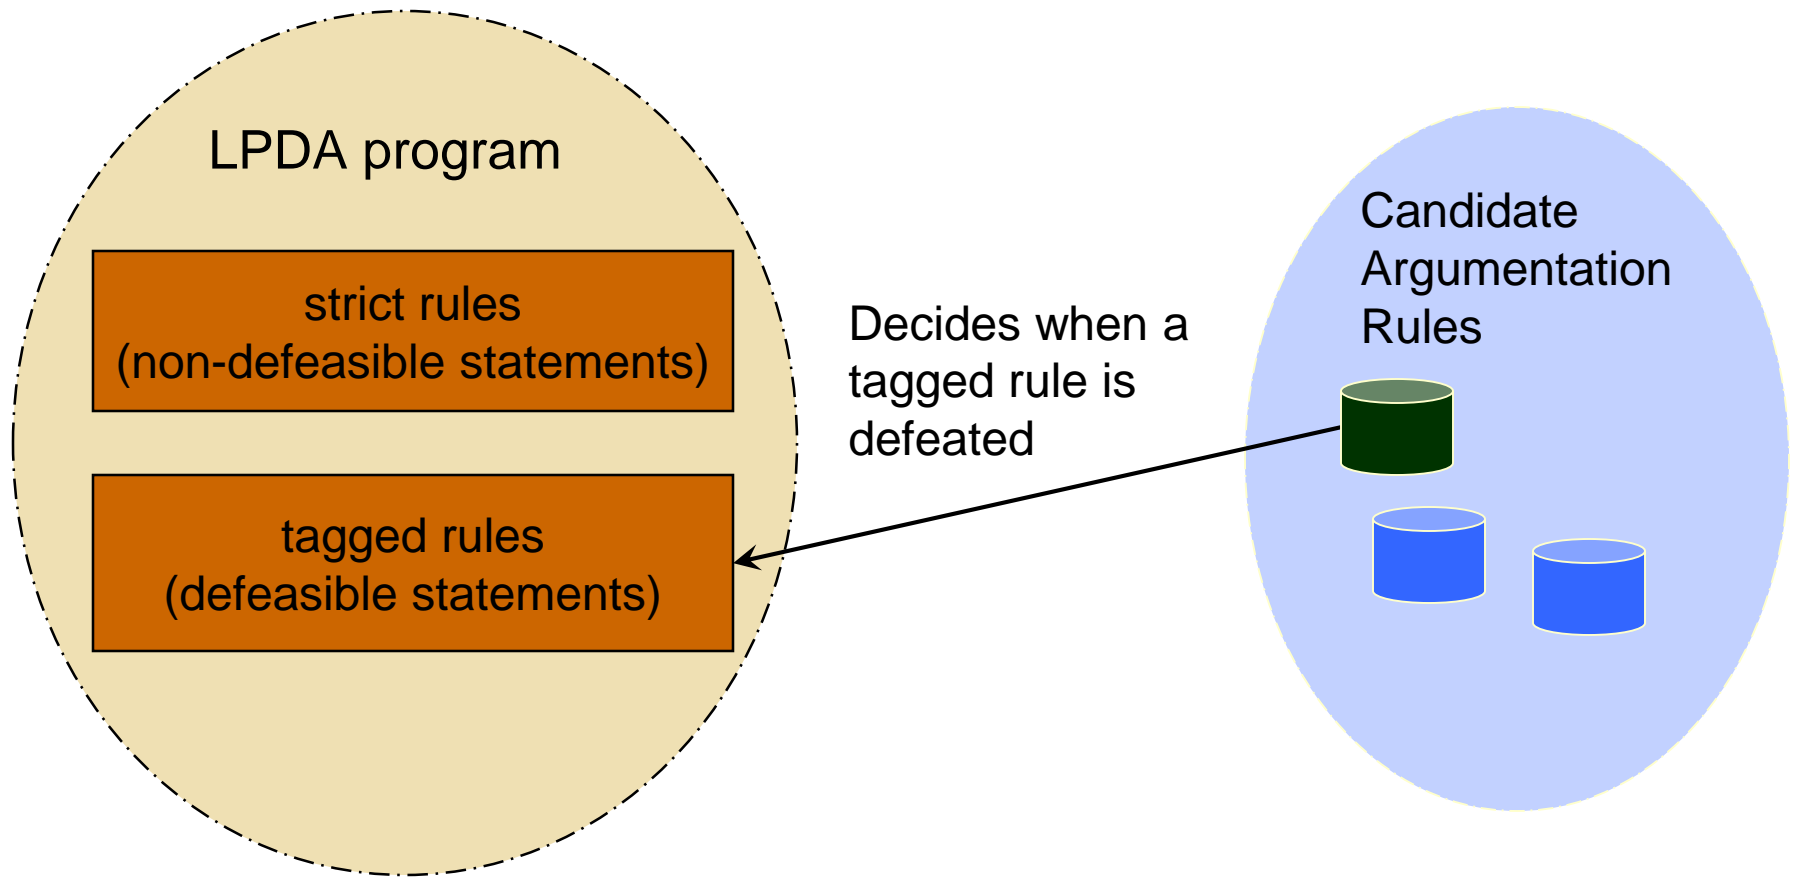 LPDA program
strict rules
(non-defeasible statements)
tagged rules
(defeasible statements)
Decides when a
tagged rule is
defeated
Candidate
Argumentation
Rules